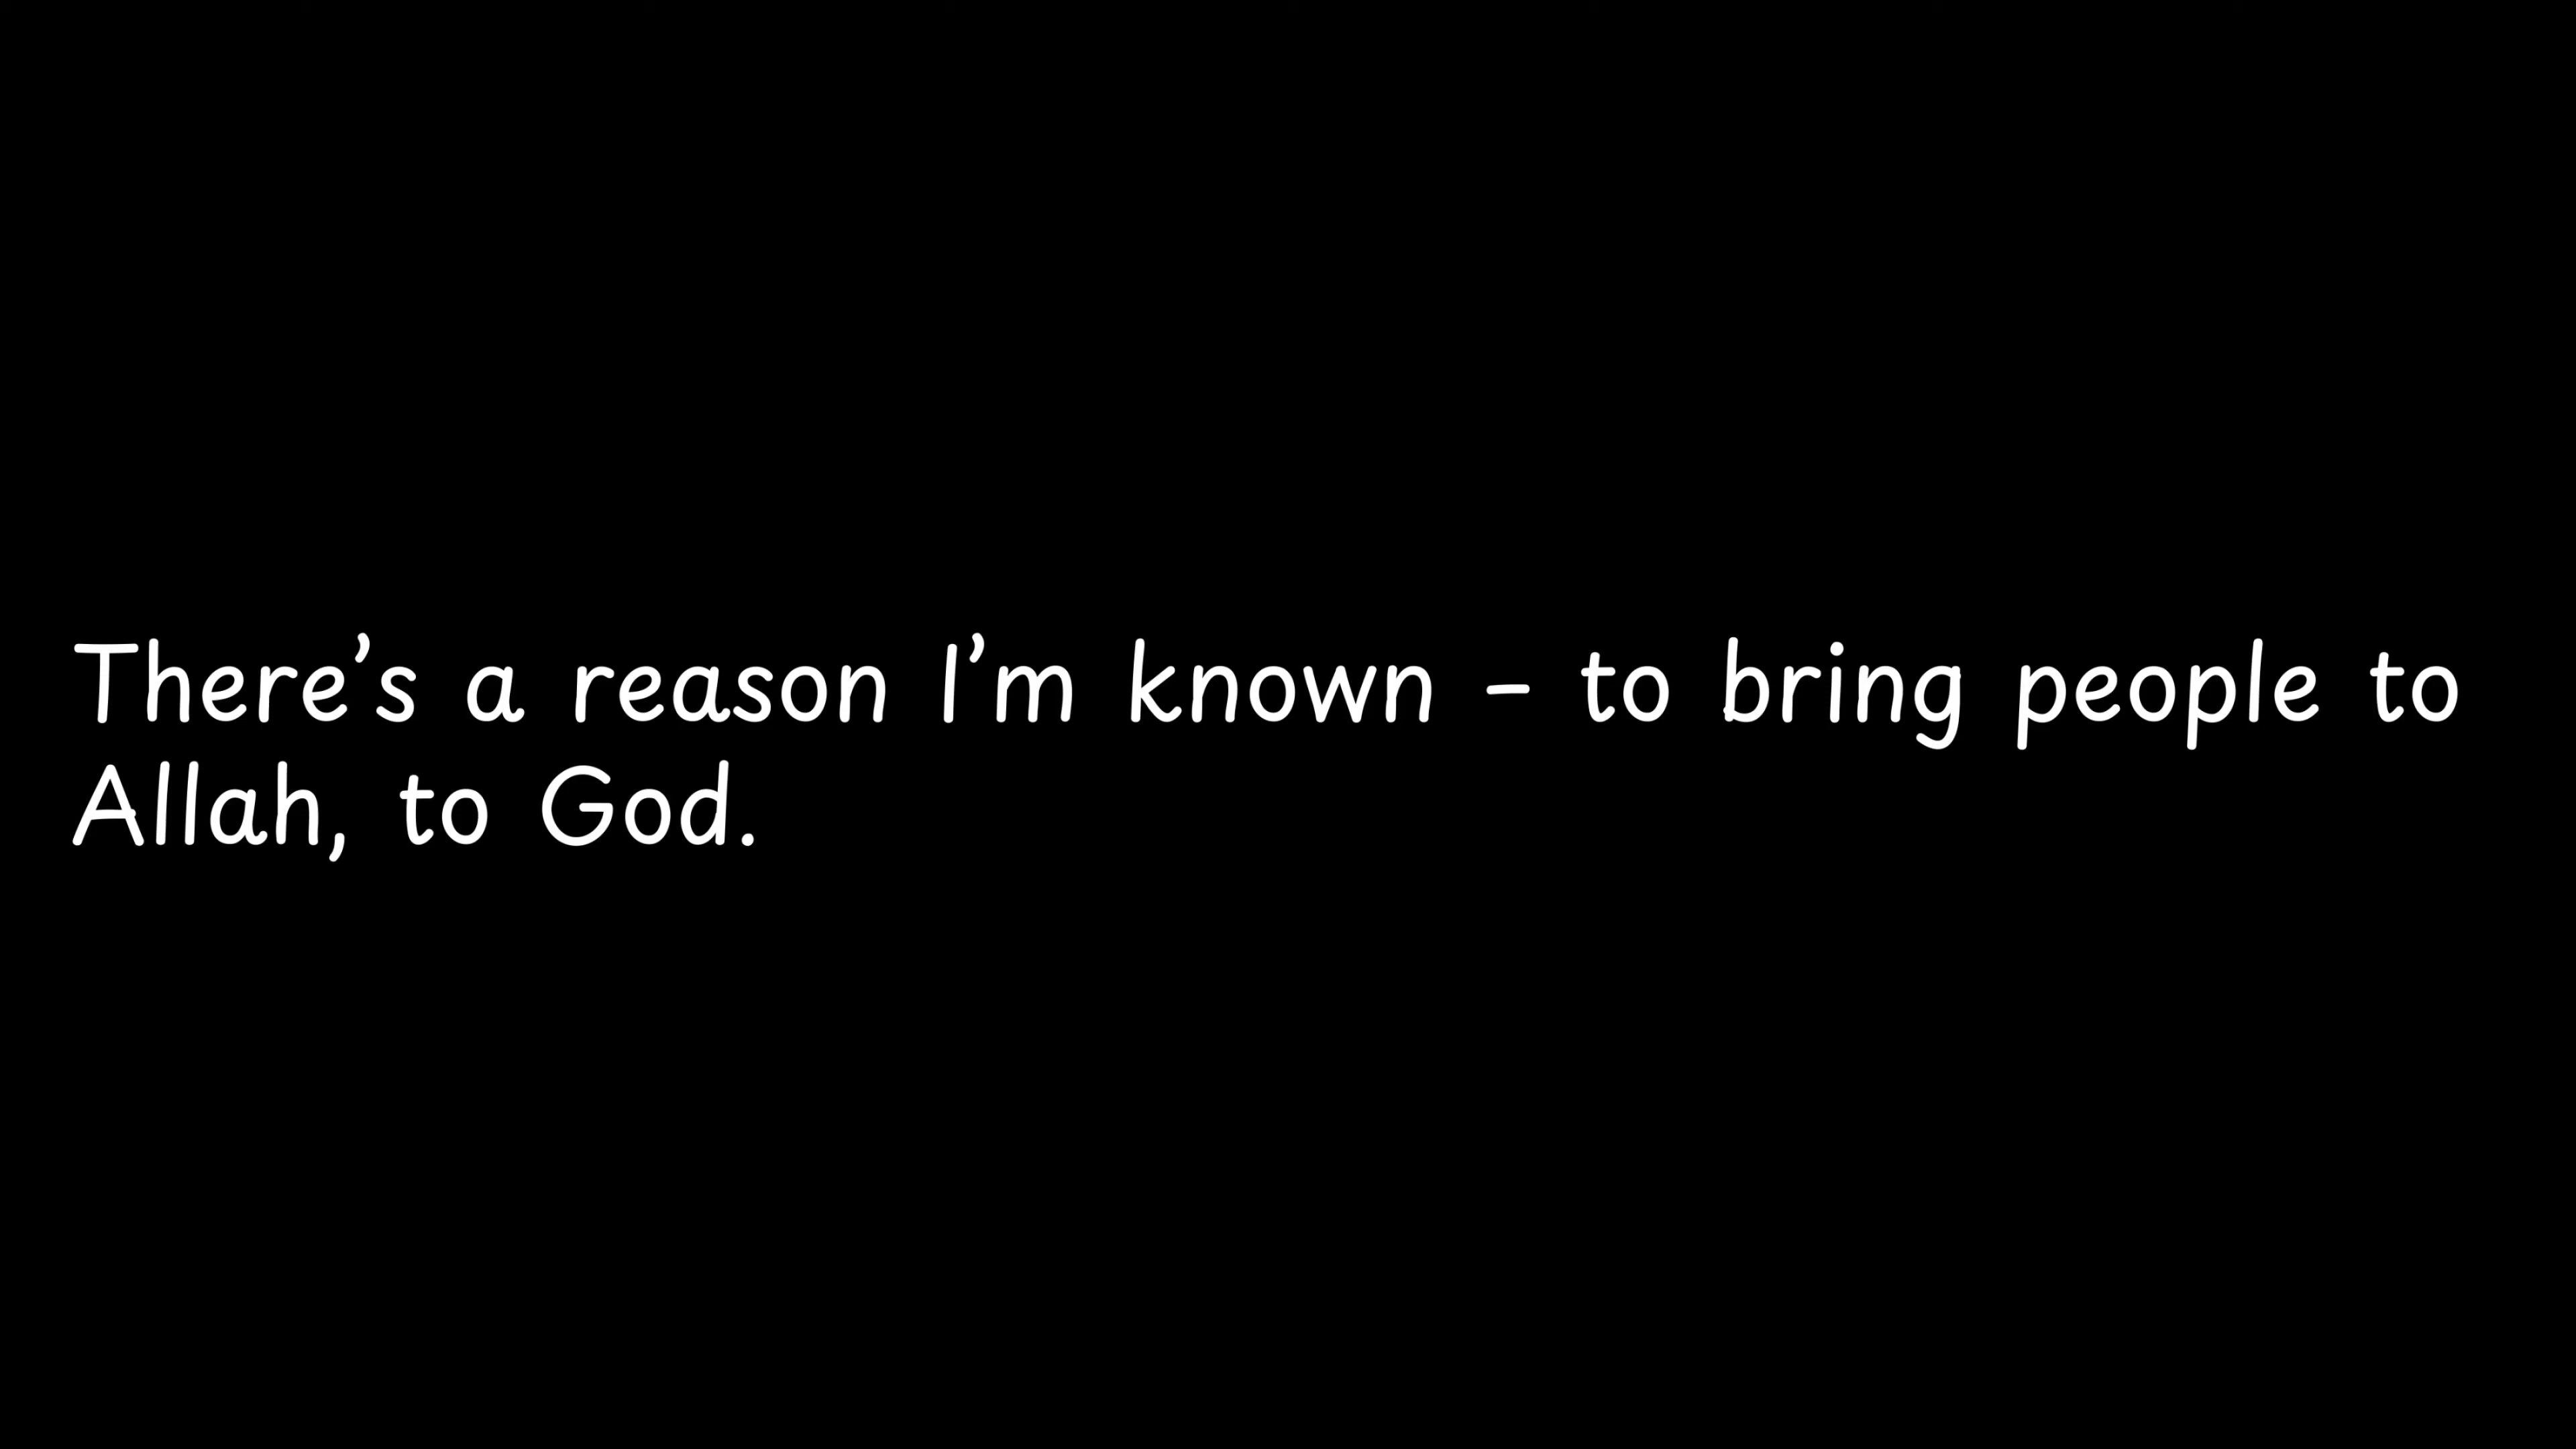 There’s a reason I’m known - to bring people to
Allah, to God.